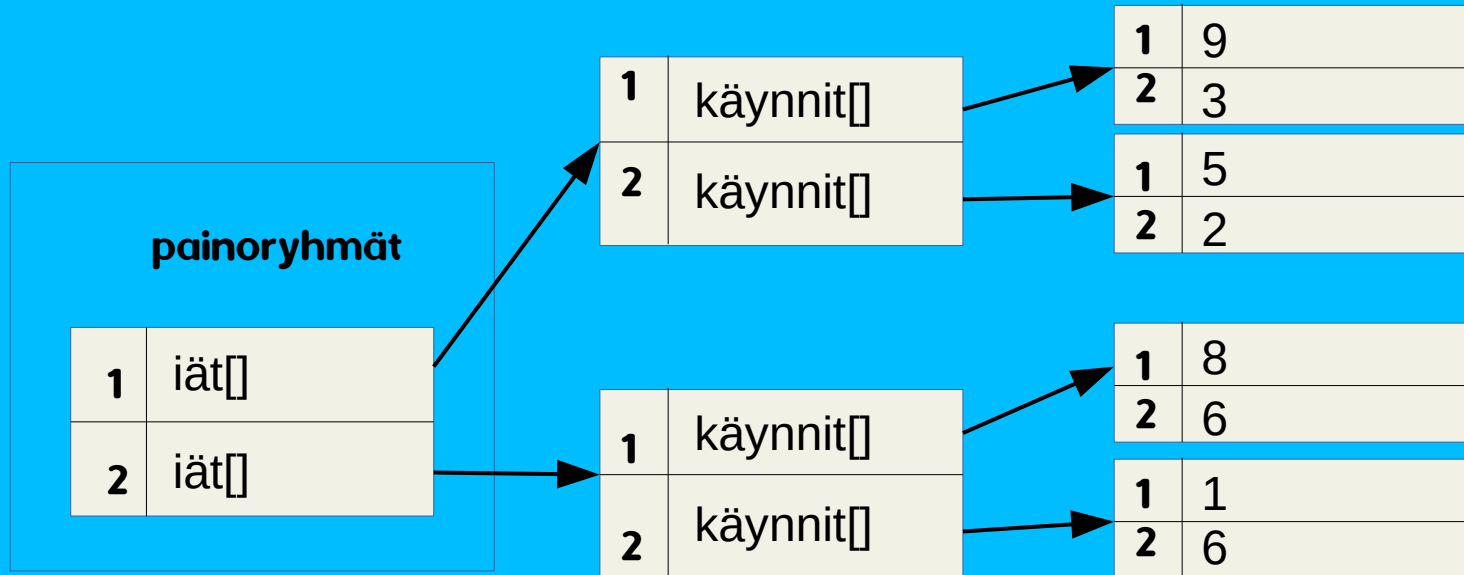 painoryhmät
1 iät[]
2 iät[]
1 käynnit[]
2 käynnit[]
1 käynnit[]
2 käynnit[]
1 9
2 3
1 5
2 2
1 8
2 6
1 1
2 6